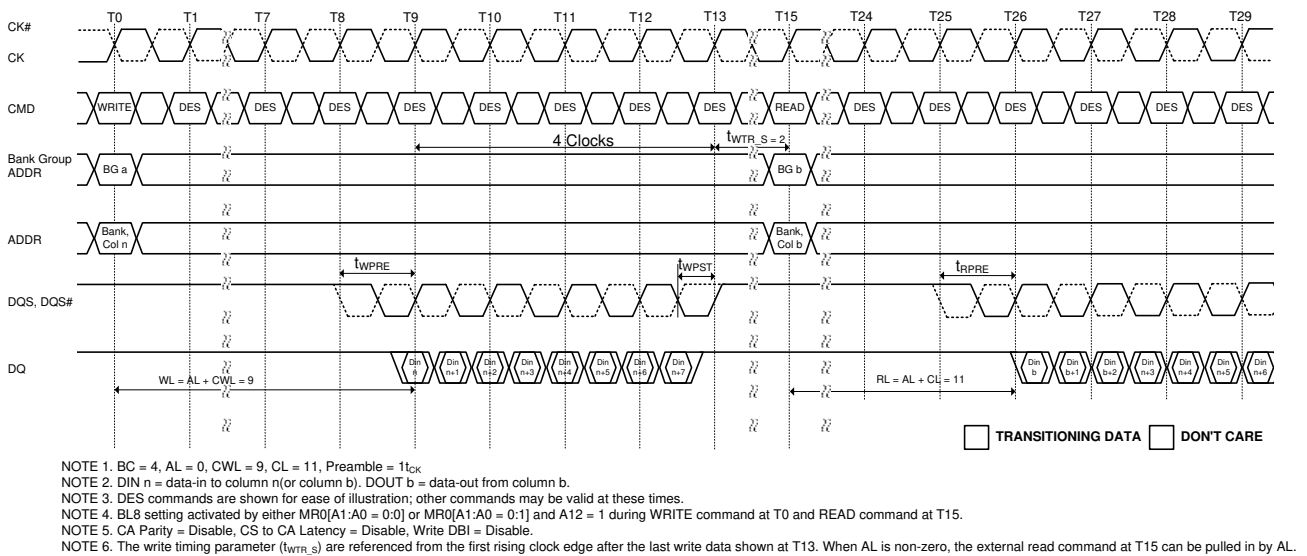 CK#
T0 T1 T7 T8 T9 T10 T11 T12 T13 T15 T24 T25 T26 T27 T28 T29
CK
CMD WRITE DES DES DES DES DES DES DES DES READ DES DES DES DES DES DES
4 Clocks tWTR_S = 2
Bank Group
ADDR
BG a BG b
ADDR
Bank, Bank,
Col n Col b
tWPRE tWPST tRPRE
DQS, DQS#
DQ
Din Din Din Din Din Din Din Din Din Din Din Din Din Din Din
n n+1 n+2 n+3 n+4 n+5 n+6 n+7 b b+1 b+2 n+3 n+4 n+5 n+6
WL = AL + CWL = 9 RL = AL + CL = 11
TRANSITIONING DATA DON'T CARE
NOTE 1. BC = 4, AL = 0, CWL = 9, CL = 11, Preamble = 1tCK
NOTE 2. DIN n = data-in to column n(or column b). DOUT b = data-out from column b.
NOTE 3. DES commands are shown for ease of illustration; other commands may be valid at these times.
NOTE 4. BL8 setting activated by either MR0[A1:A0 = 0:0] or MR0[A1:A0 = 0:1] and A12 = 1 during WRITE command at T0 and READ command at T15.
NOTE 5. CA Parity = Disable, CS to CA Latency = Disable, Write DBI = Disable.
NOTE 6. The write timing parameter (tWTR_S) are referenced from the first rising clock edge after the last write data shown at T13. When AL is non-zero, the external read command at T15 can be pulled in by AL.